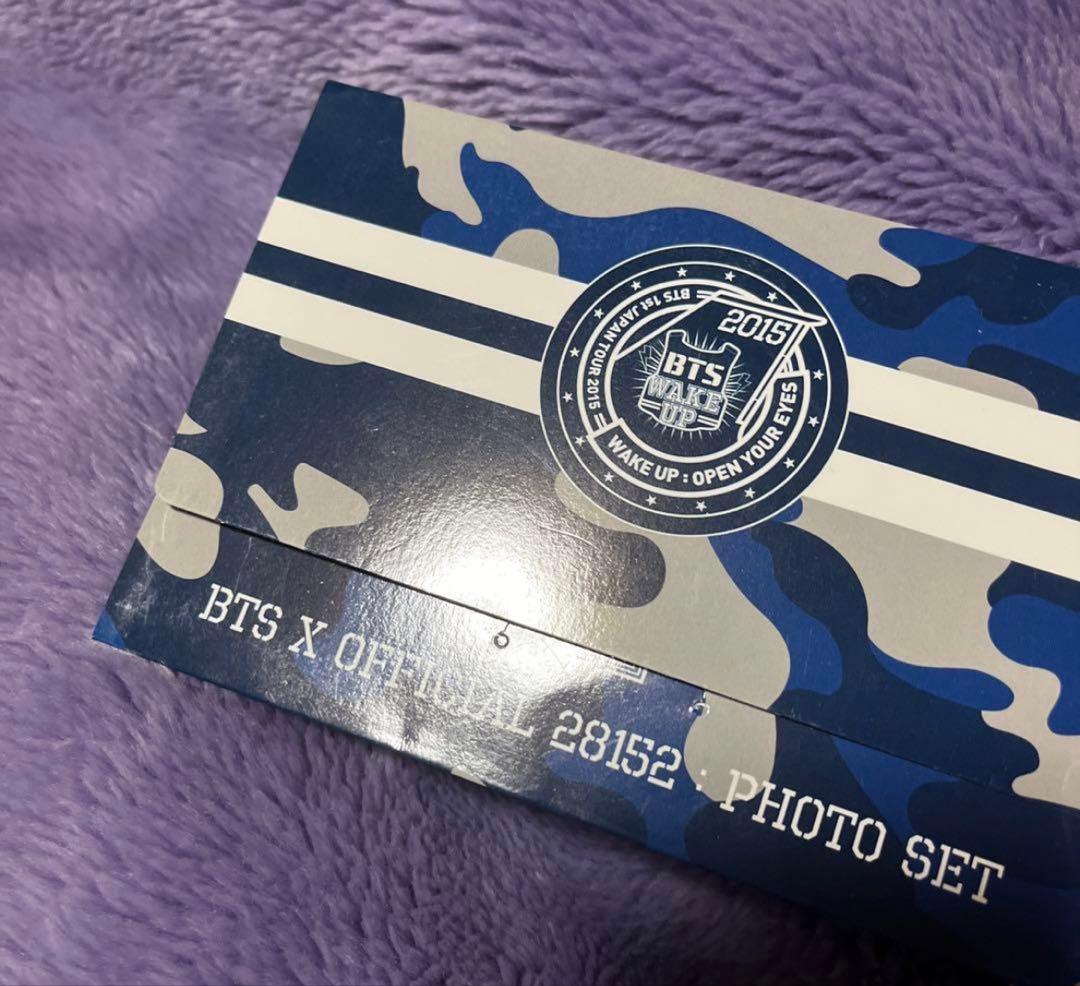 BTS 1st JAPAN TOUR 2015
2015
BTS
WAKE
UP
WAKE UP : OPEN YOUR EYES
BTS X OFFICIAL 28152 : PHOTO SET